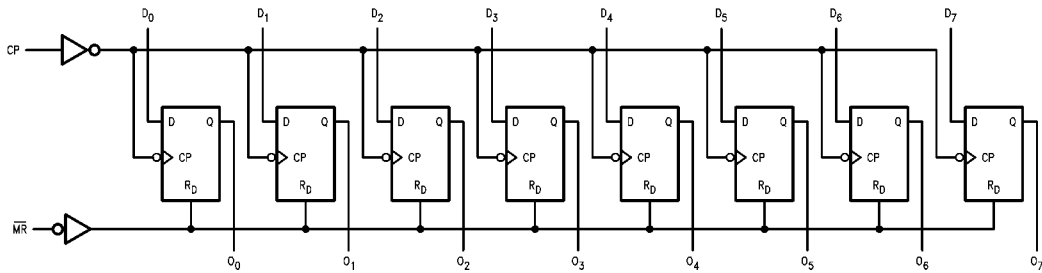 D0 D1 D2 D3 D4 D5 D6 D7
CP
D Q D Q D Q D Q D Q D Q D Q D Q
CP CP CP CP CP CP CP CP
RD RD RD RD RD RD RD RD
MR
O0 O1 O2 O3 O4 O5 O6 O7